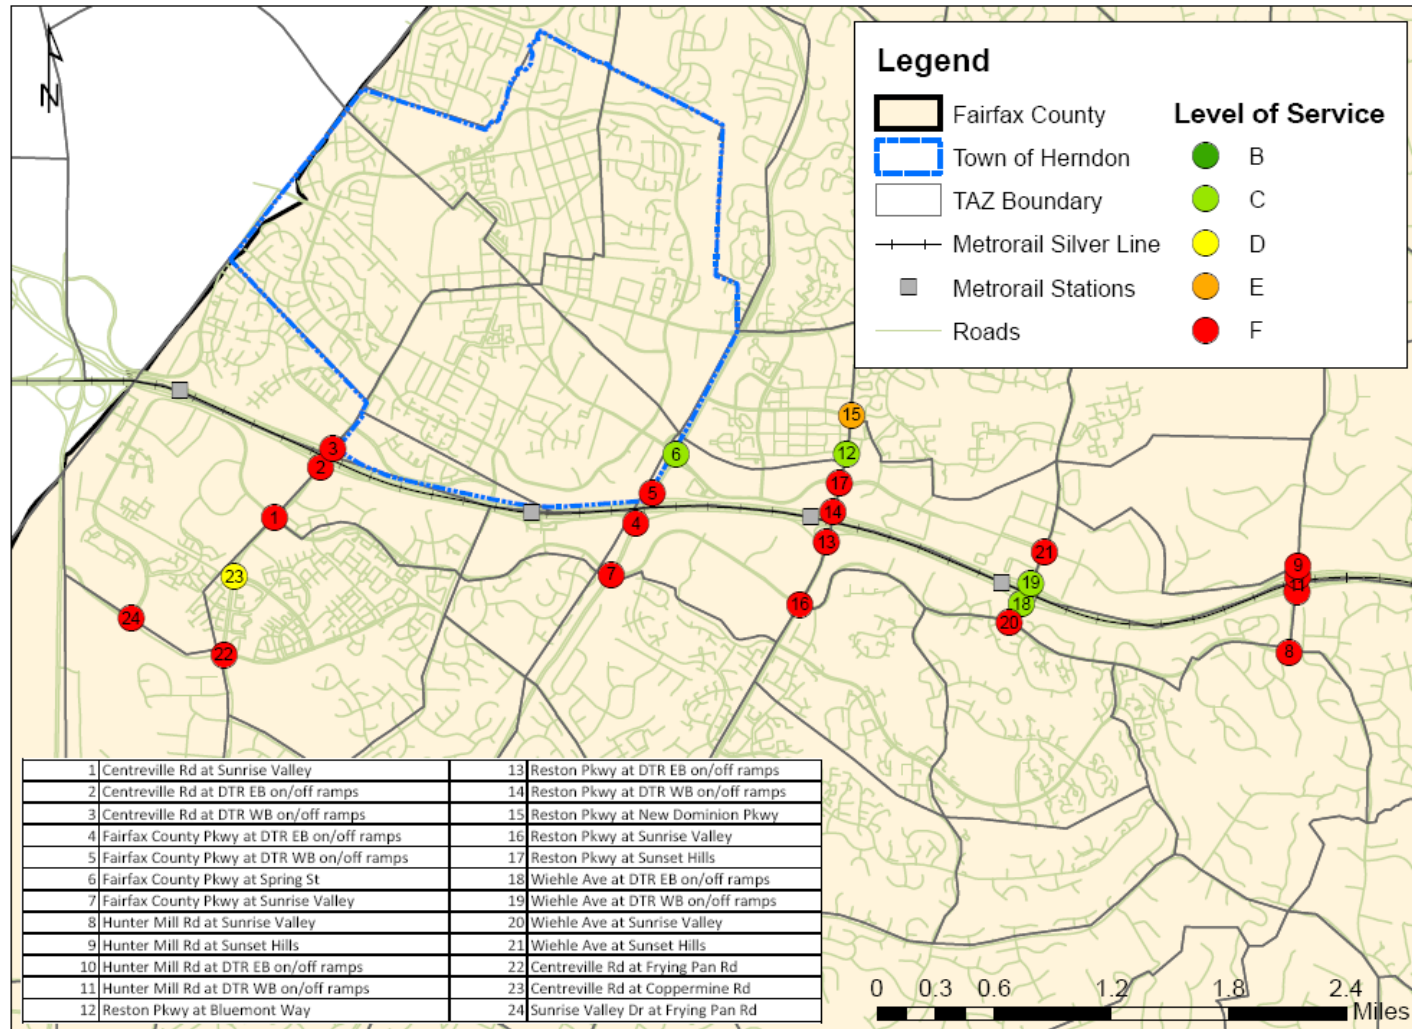 N
Legend
Fairfax County
Town of Herndon
TAZ Boundary
Metrorail Silver Line
Metrorail Stations
Roads
Level of Service
B
C
D
E
F
15
6
12
3
2
17
5
14
1
4
13
21
9
23
7
19
11
16
18
24
20
22
8
1 Centreville Rd at Sunrise Valley
2 Centreville Rd at DTR EB on/off ramps
3 Centreville Rd at DTR WB on/off ramps
4 Fairfax County Pkwy at DTR EB on/off ramps
5 Fairfax County Pkwy at DTR WB on/off ramps
6 Fairfax County Pkwy at Spring St
7 Fairfax County Pkwy at Sunrise Valley
8 Hunter Mill Rd at Sunrise Valley
9 Hunter Mill Rd at Sunset Hills
10 Hunter Mill Rd at DTR EB on/off ramps
11 Hunter Mill Rd at DTR WB on/off ramps
12 Reston Pkwy at Bluemont Way
13 Reston Pkwy at DTR EB on/off ramps
14 Reston Pkwy at DTR WB on/off ramps
15 Reston Pkwy at New Dominion Pkwy
16 Reston Pkwy at Sunrise Valley
17 Reston Pkwy at Sunset Hills
18 Wiehle Ave at DTR EB on/off ramps
19 Wiehle Ave at DTR WB on/off ramps
20 Wiehle Ave at Sunrise Valley
21 Wiehle Ave at Sunset Hills
22 Centreville Rd at Frying Pan Rd
23 Centreville Rd at Coppermine Rd
24 Sunrise Valley Dr at Frying Pan Rd
0 0.3 0.6 1.2 1.8 2.4
Miles